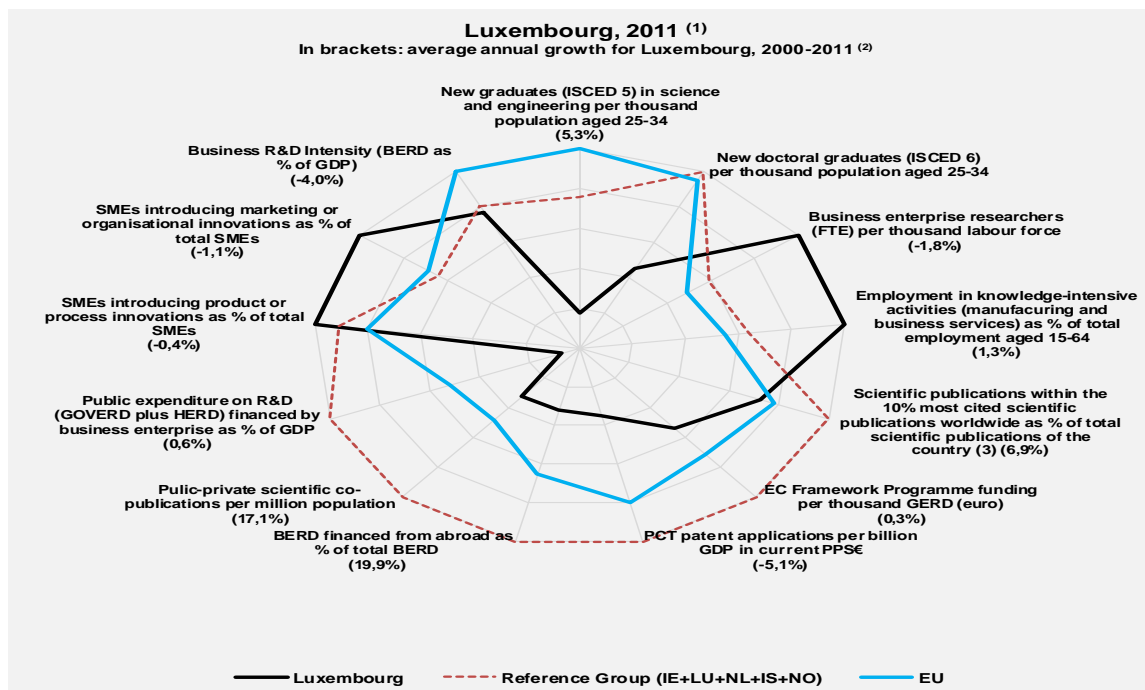 Luxembourg, 2011 (1)
In brackets: average annual growth for Luxembourg, 2000-2011 (2)
New graduates (ISCED 5) in science
and engineering per thousand
population aged 25-34
(5,3%)
New doctoral graduates (ISCED 6)
per thousand population aged 25-34
Business enterprise researchers
(FTE) per thousand labour force
(-1,8%)
Employment in knowledge-intensive
activities (manufacuring and
business services) as % of total
employment aged 15-64
(1,3%)
Scientific publications within the
10% most cited scientific
publications worldwide as % of total
scientific publications of the
country (3) (6,9%)
EC Framework Programme funding
per thousand GERD (euro)
(0,3%)
PCT patent applications per billion
GDP in current PPS€
(-5,1%)
BERD financed from abroad as
% of total BERD
(19,9%)
Pulic-private scientific co-
publications per million population
(17,1%)
Public expenditure on R&D
(GOVERD plus HERD) financed by
business enterprise as % of GDP
(0,6%)
SMEs introducing product or
process innovations as % of total
SMEs
(-0,4%)
SMEs introducing marketing or
organisational innovations as % of
total SMEs
(-1,1%)
Business R&D Intensity (BERD as
% of GDP)
(-4,0%)
Luxembourg
Reference Group (IE+LU+NL+IS+NO)
EU